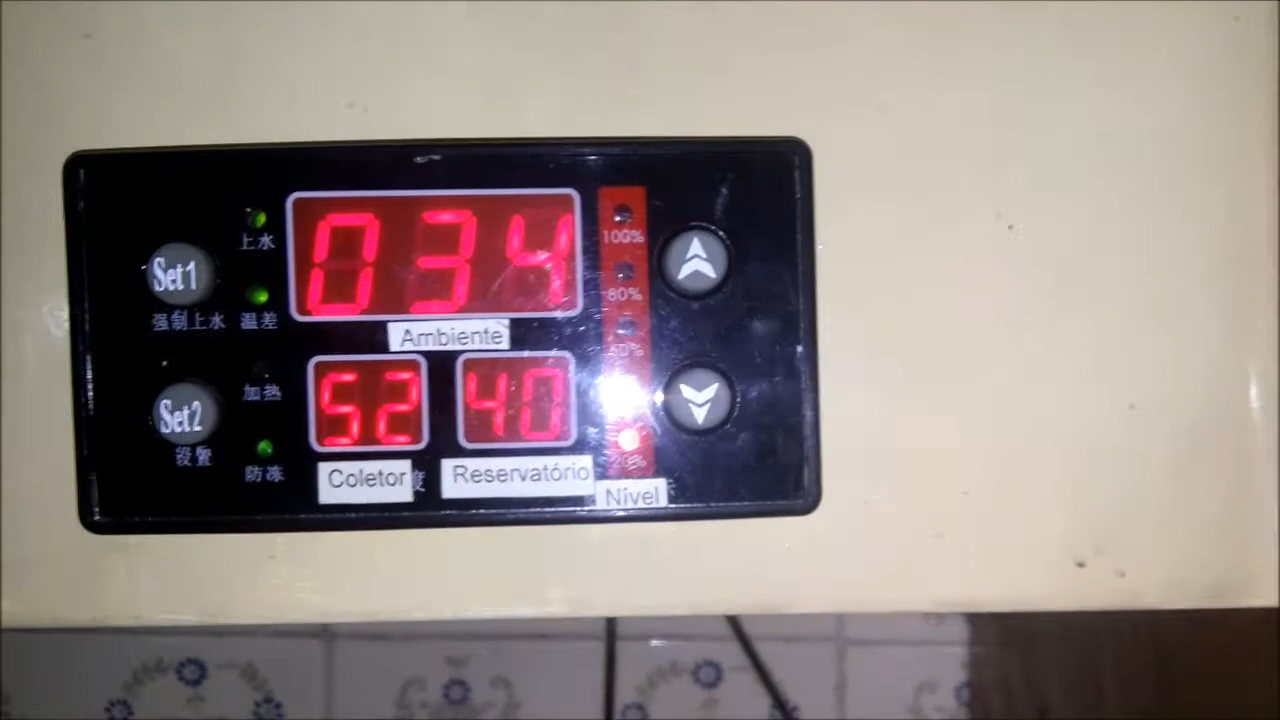 上水
034
100%
Set1
强制上水
温差
80%
Ambiente
加热
52
40
Set2
设置
防冻
20%
Coletor
度
Reservatório
Nível